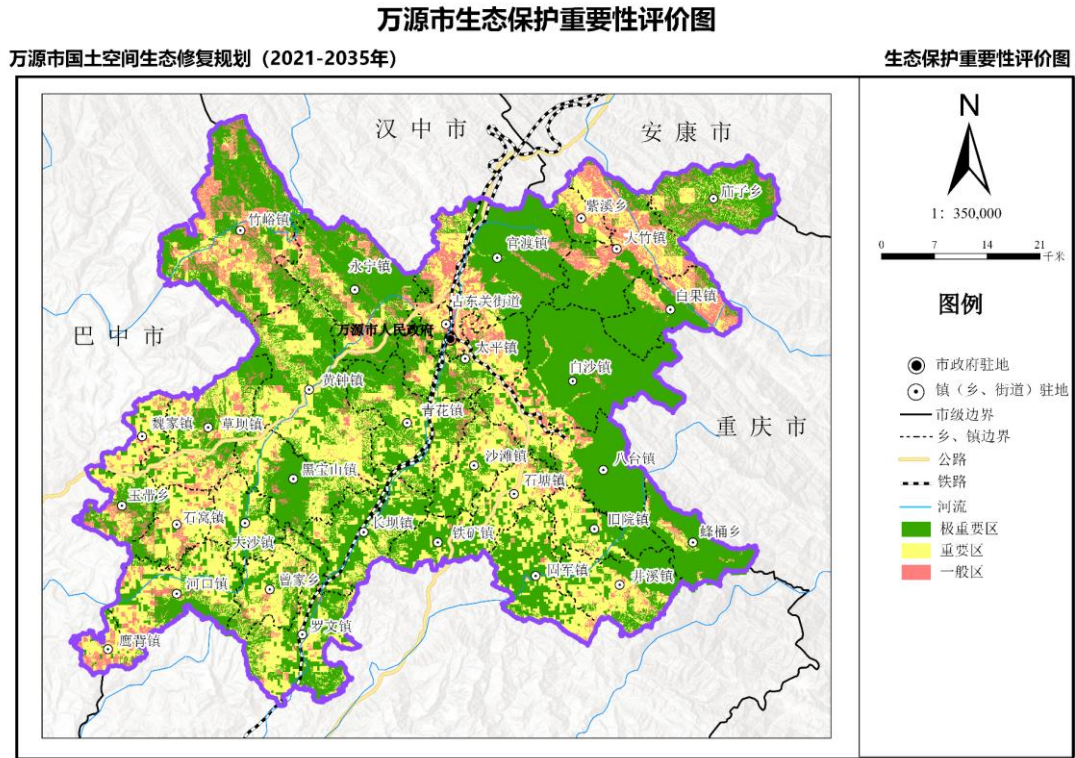 万源市生态保护重要性评价图
万源市国土空间生态修复规划（2021-2035年）
生态保护重要性评价图
汉中市
安康市
巴中市
重庆市
庙子乡
紫溪乡
竹峪镇
大竹镇
官渡镇
永宁镇
白果镇
古东关街道
万源市人民政府
太平镇
白沙镇
黄钟镇
青花镇
魏家镇
草坝镇
沙滩镇
八台镇
黑宝山镇
石塘镇
玉带乡
石窝镇
大沙镇
长坝镇
铁矿镇
旧院镇
蜂桶乡
固军镇
井溪镇
河口镇
曾家乡
罗文镇
鹰背镇
N
1: 350,000
0 7 14 21
千米
图例
市政府驻地
镇（乡、街道）驻地
市级边界
乡、镇边界
公路
铁路
河流
极重要区
重要区
一般区